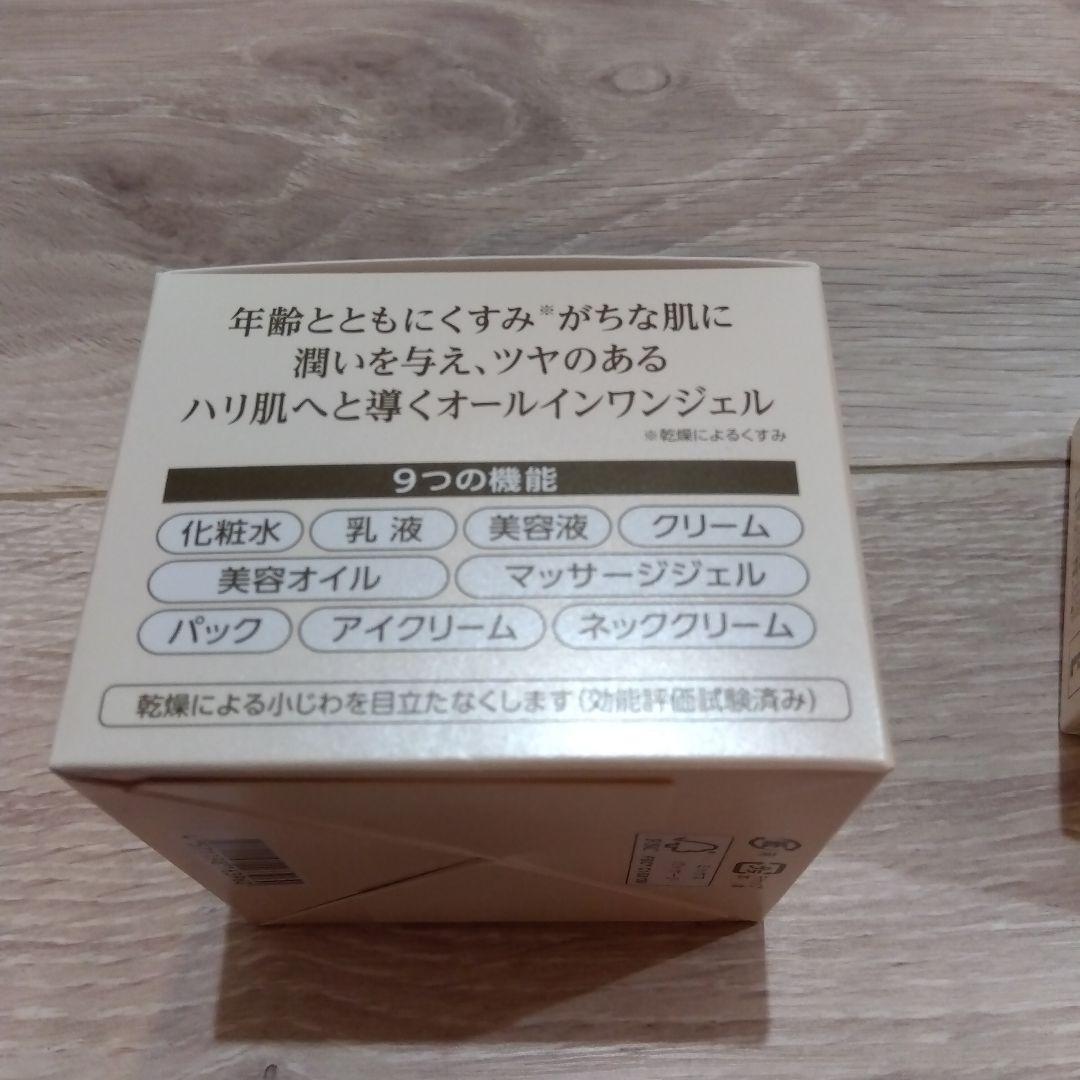 年齢とともにくすみ※がちな肌に
潤いを与え、ツヤのある
ハリ肌へと導くオールインワンジェル
※乾燥によるくすみ
9つの機能
化粧水 乳液 美容液 クリーム
美容オイル マッサージジェル
パック アイクリーム ネッククリーム
乾燥による小じわを目立たなくします(効能評価試験済み)